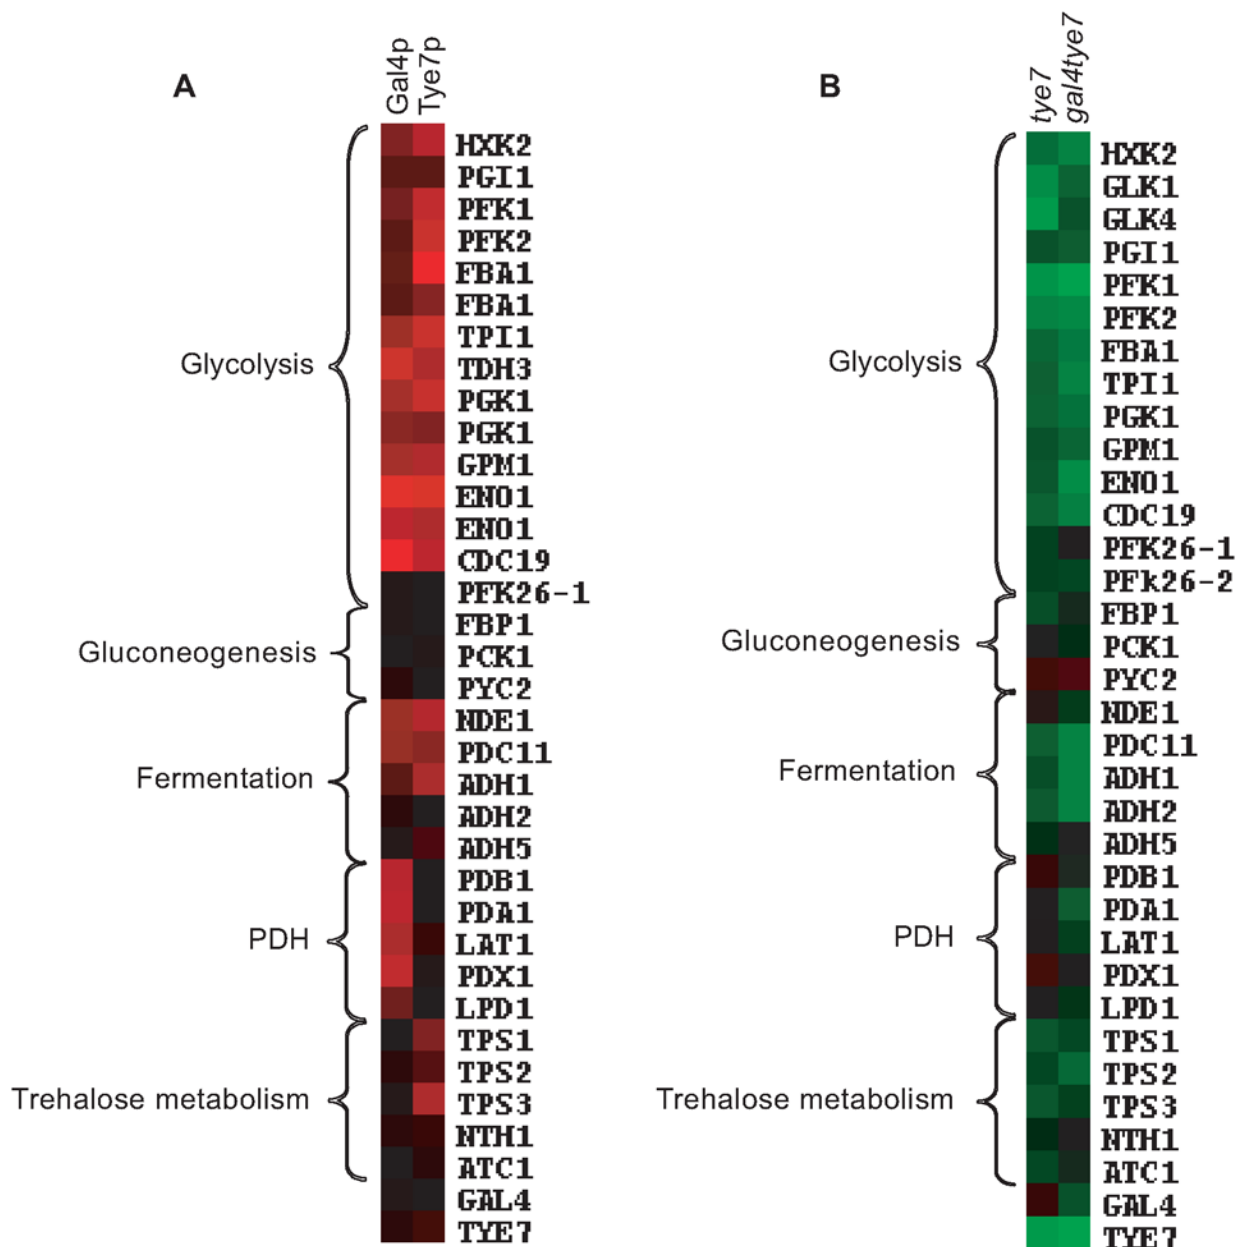 A
Gal4p
Tye7p
HXK2
PGI1
PFK1
PFK2
FBA1
FBA1
TPI1
TDH3
PGK1
PGK1
GPM1
ENO1
ENO1
CDC19
PFK26-1
FBP1
PCK1
PYC2
NDE1
PDC11
ADH1
ADH2
ADH5
PDB1
PDA1
LAT1
PDX1
LPD1
TPS1
TPS2
TPS3
NTH1
ATC1
GAL4
TYE7
Glycolysis
Gluconeogenesis
Fermentation
PDH
Trehalose metabolism
B
tye7
gal4tye7
HXK2
GLK1
GLK4
PGI1
PFK1
PFK2
FBA1
TPI1
PGK1
GPM1
ENO1
CDC19
PFK26-1
PFk26-2
FBP1
PCK1
PYC2
NDE1
PDC11
ADH1
ADH2
ADH5
PDB1
PDA1
LAT1
PDX1
LPD1
TPS1
TPS2
TPS3
NTH1
ATC1
GAL4
TYE7
Glycolysis
Gluconeogenesis
Fermentation
PDH
Trehalose metabolism